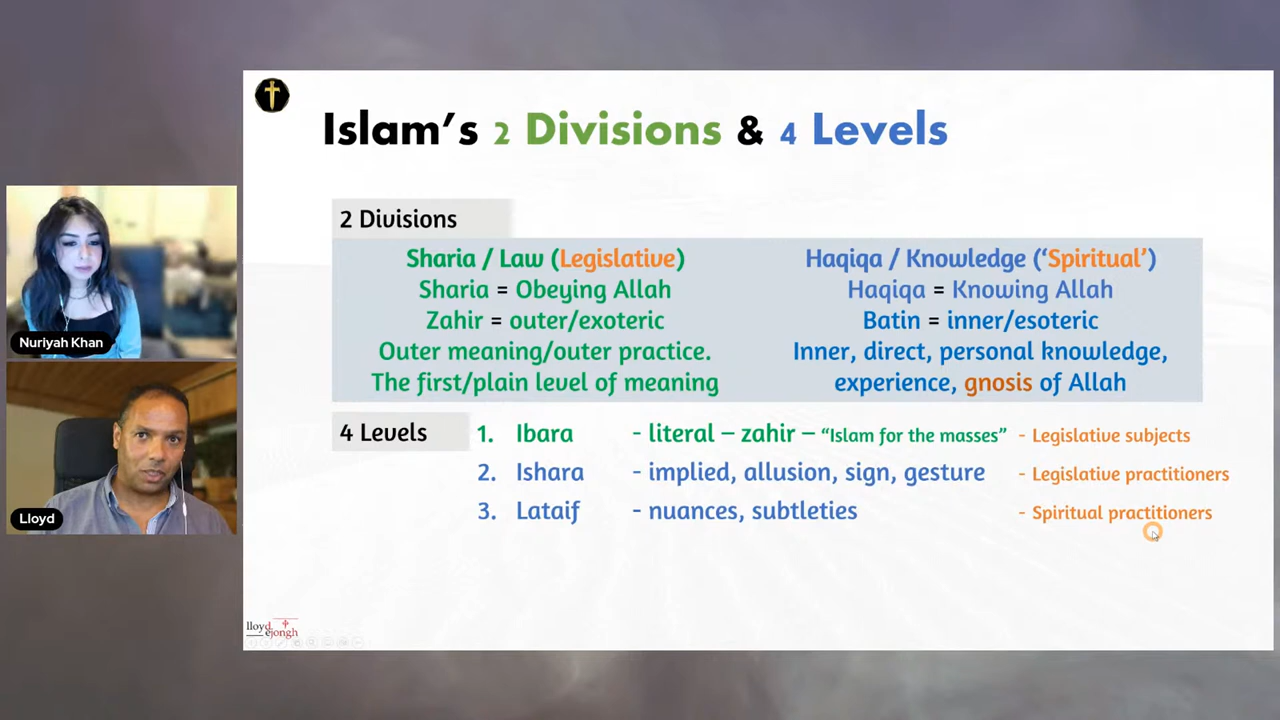 Islam's 2 Divisions & 4 Levels
2 Divisions
Sharia / Law (Legislative)
Sharia = Obeying Allah
Zahir = outer/exoteric
Outer meaning/outer practice.
The first/plain level of meaning
Haqiqa / Knowledge ('Spiritual')
Haqiqa = Knowing Allah
Batin = inner/esoteric
Inner, direct, personal knowledge,
experience, gnosis of Allah
4 Levels
1. Ibara - literal – zahir – "Islam for the masses" - Legislative subjects
2. Ishara - implied, allusion, sign, gesture - Legislative practitioners
3. Lataif - nuances, subtleties - Spiritual practitioners
Nuriyah Khan
Lloyd
lloyd
ejongh